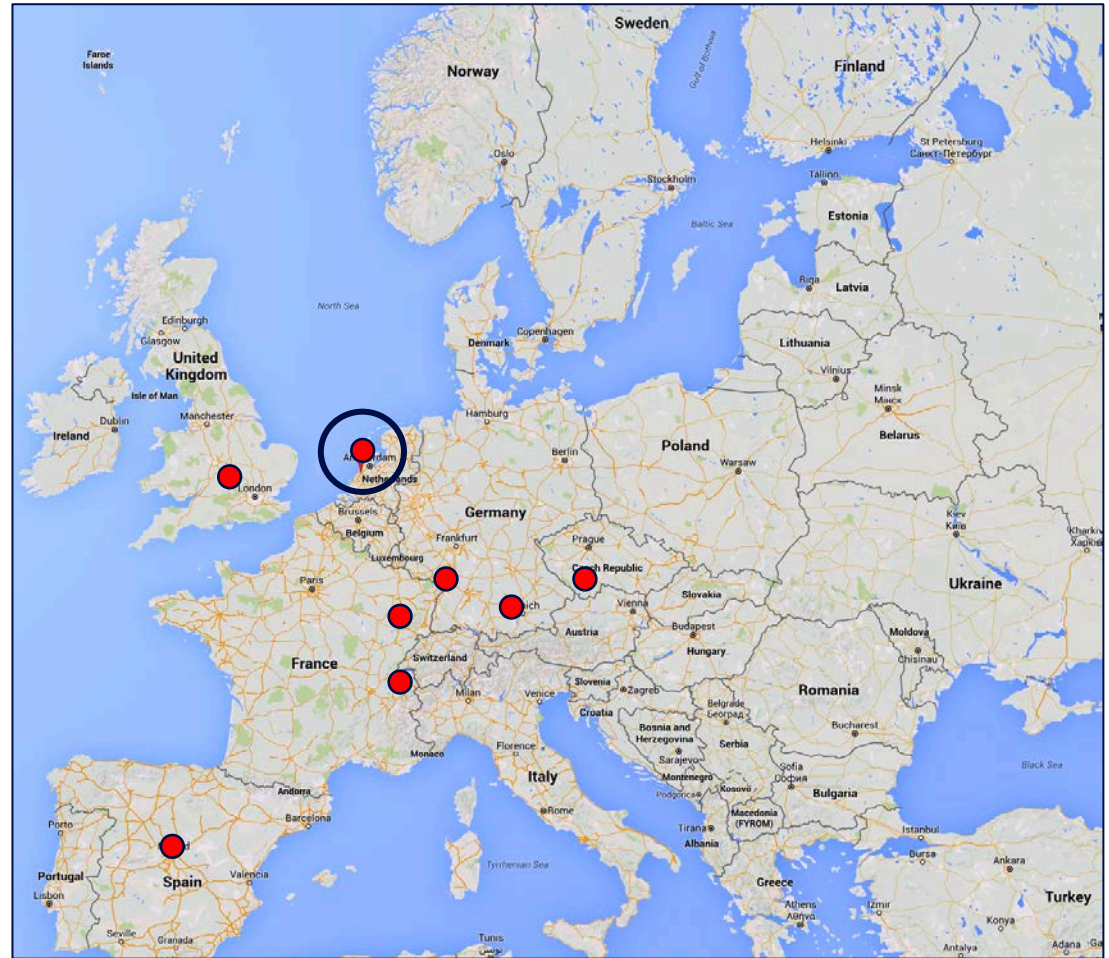 Sweden
Faroe
Islands
Norway
Gulf of Bothnia
Finland
Helsinki
St Petersburg
Санкт-Петербург
Oslo
Stockholm
Tallinn
Estonia
Baltic Sea
Riga
Latvia
North Sea
Edinburgh
Glasgow
United
Kingdom
Copenhagen
Denmark
Lithuania
Vilnius
Isle of Man
Minsk
Мінск
Manchester
Dublin
Ireland
Hamburg
Belarus
Poland
Berlin
Warsaw
London
Netherlands
Brussels
Belgium
Germany
Kiev
Київ
Frankfurt
Prague
Luxembourg
Czech Republic
Paris
Ukraine
Slovakia
Vienna
Budapest
Austria
Hungary
Moldova
Chisinau
France
Switzerland
Slovenia
Zagreb
Romania
Milan
Venice
Croatia
Belgrade
Београд
Bosnia and
Herzegovina
Bucharest
Monaco
Florence
Serbia
Sarajevo
Black Sea
Italy
Sofia
София
Montenegro
Kosovo
Andorra
Podgorica
Bulgaria
Rome
Macedonia
(FYROM)
Barcelona
Porto
Tirana
Albania
Istanbul
Bursa
Tyrrhenian Sea
Ankara
Portugal
Spain
Valencia
Greece
Turkey
Lisbon
Athens
Αθήνα
Izmir
Konya
Seville
Granada
Tunis
تونس
Antalya
Adana